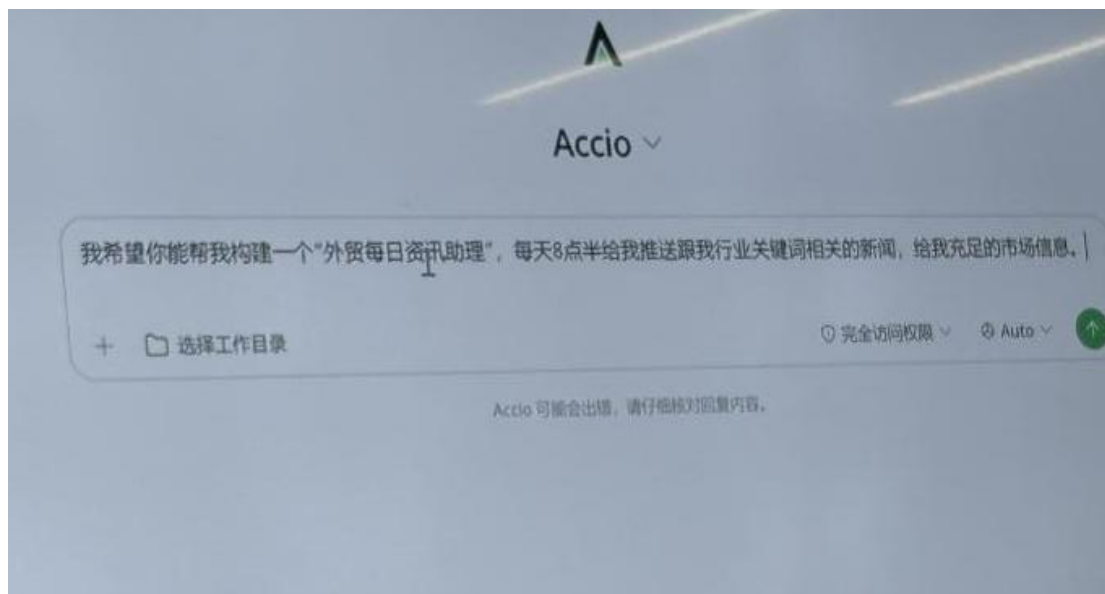 Accio
我希望你能帮我构建一个“外贸每日资讯助理”，每天8点半给我推送跟我行业关键词相关的新闻，给我充足的市场信息。
选择工作目录
完全访问权限
Auto
Accio 可能会出错，请仔细核对回复内容。